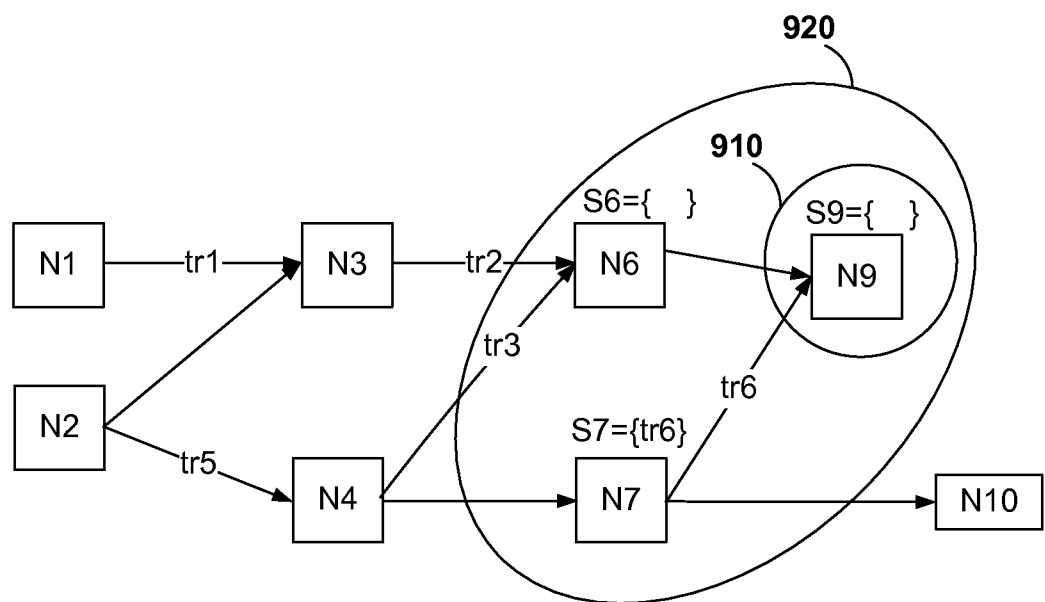 920
910
S6={ }
S9={ }
N1
tr1
N3
tr2
N6
N9
tr3
tr6
N2
tr5
S7={tr6}
N4
N7
N10